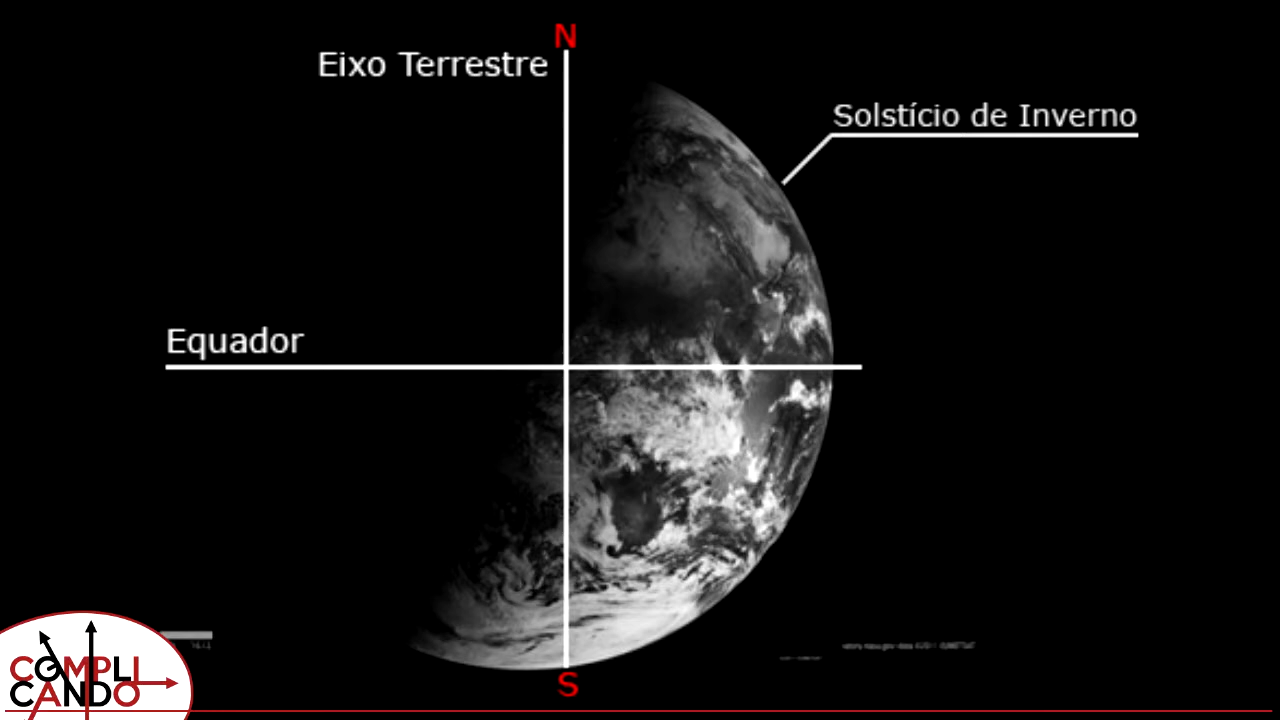 N
Eixo Terrestre
Solstício de Inverno
Equador
S
COMPLI
CANDO